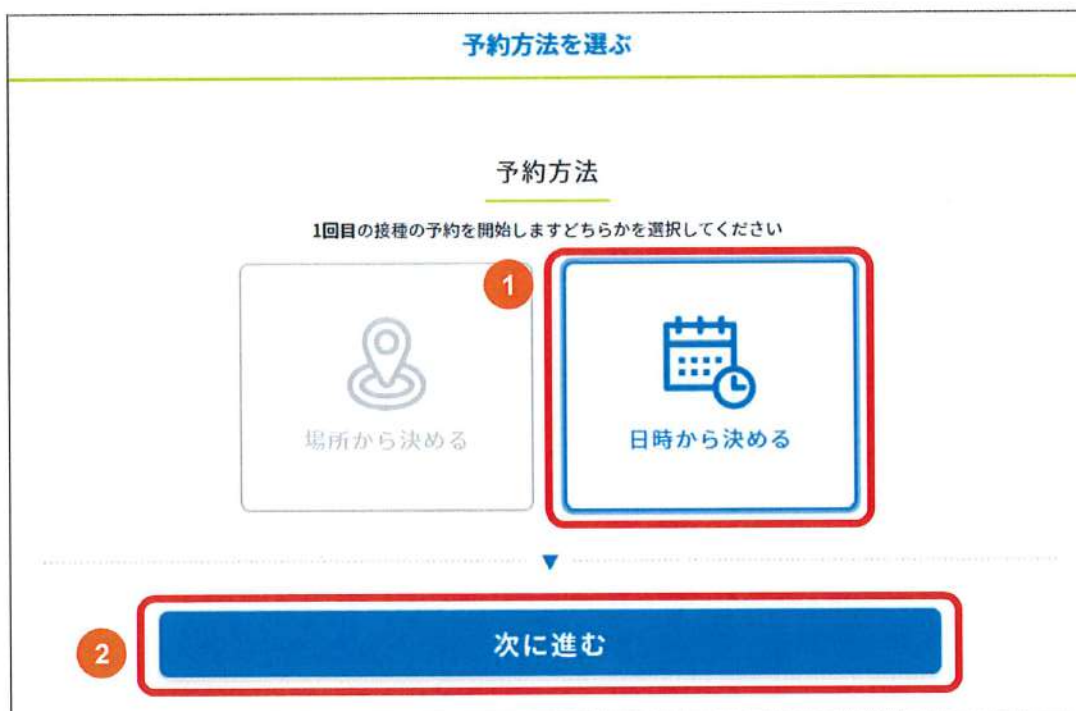 予約方法を選ぶ
予約方法
1回目の接種の予約を開始しますどちらかを選択してください
1
場所から決める
日時から決める
2
次に進む